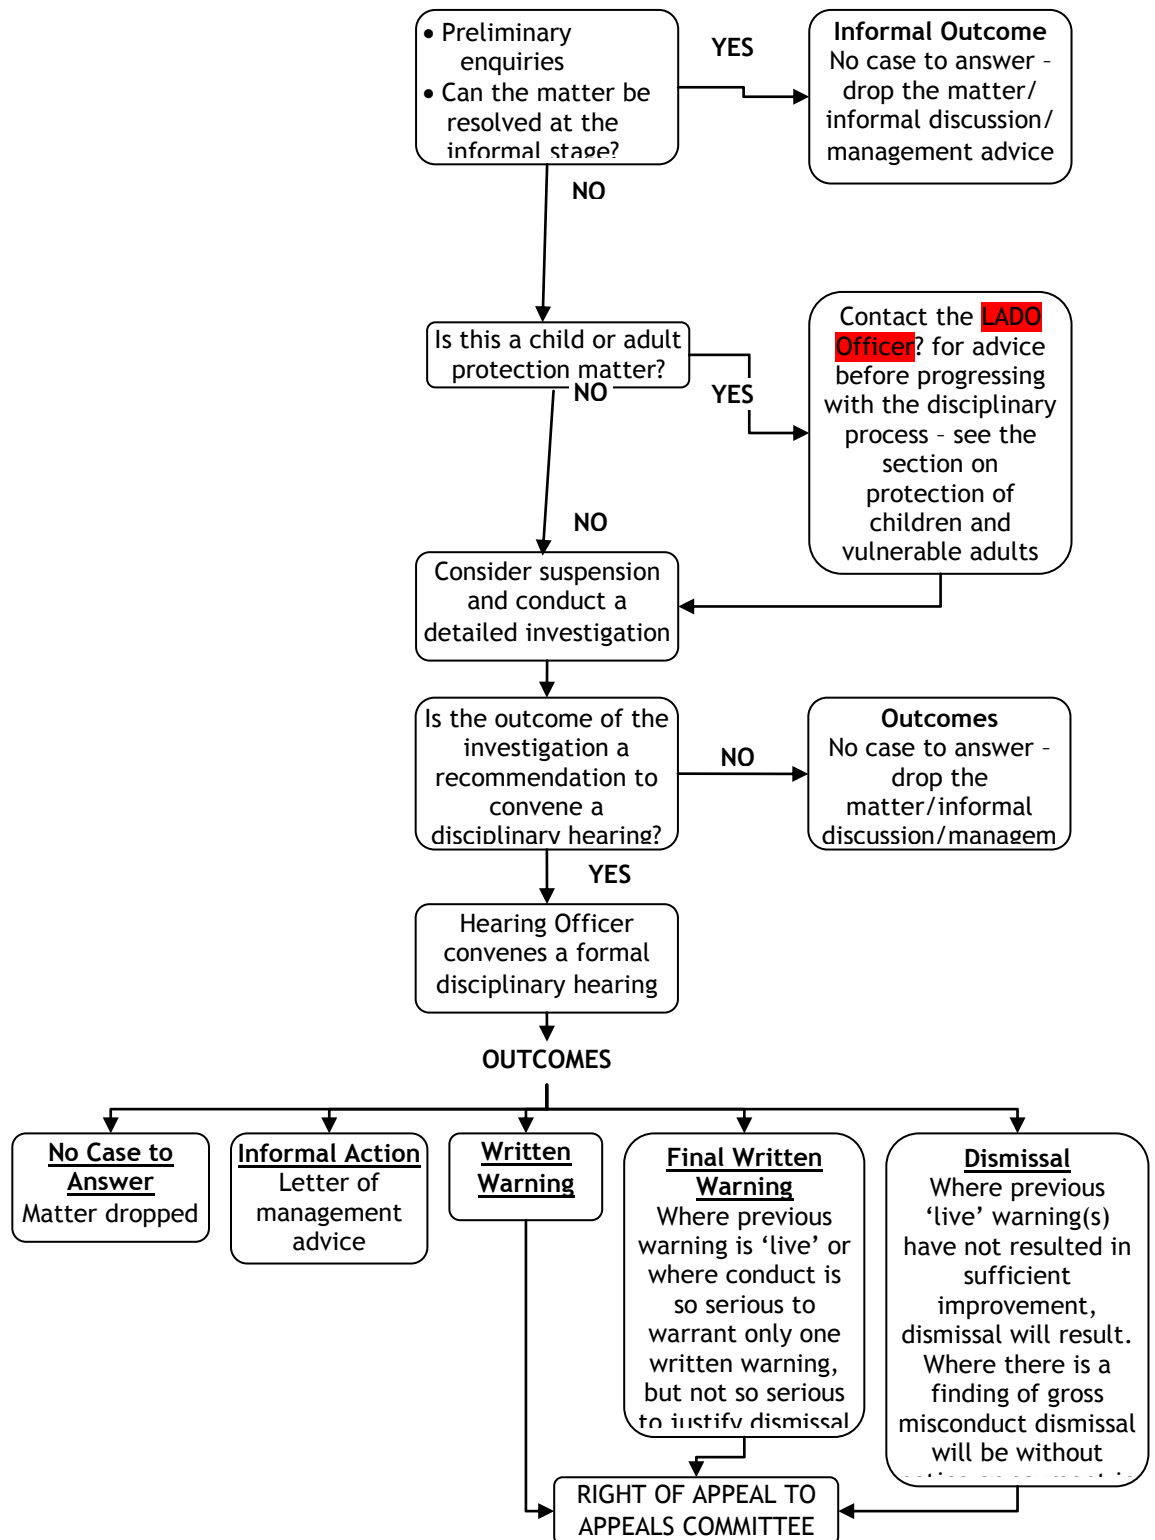 • Preliminary
enquiries
• Can the matter be
resolved at the
informal stage?
YES
Informal Outcome
No case to answer –
drop the matter/
informal discussion/
management advice
NO
Is this a child or adult
protection matter?
NO
YES
Contact the LADO
Officer? for advice
before progressing
with the disciplinary
process – see the
section on
protection of
children and
vulnerable adults
NO
Consider suspension
and conduct a
detailed investigation
Is the outcome of the
investigation a
recommendation to
convene a
disciplinary hearing?
NO
Outcomes
No case to answer –
drop the
matter/informal
discussion/managem
YES
Hearing Officer
convenes a formal
disciplinary hearing
OUTCOMES
No Case to
Answer
Matter dropped
Informal Action
Letter of
management
advice
Written
Warning
Final Written
Warning
Where previous
warning is ‘live’ or
where conduct is
so serious to
warrant only one
written warning,
but not so serious
to justify dismissal
Dismissal
Where previous
‘live’ warning(s)
have not resulted in
sufficient
improvement,
dismissal will result.
Where there is a
finding of gross
misconduct dismissal
will be without
RIGHT OF APPEAL TO
APPEALS COMMITTEE